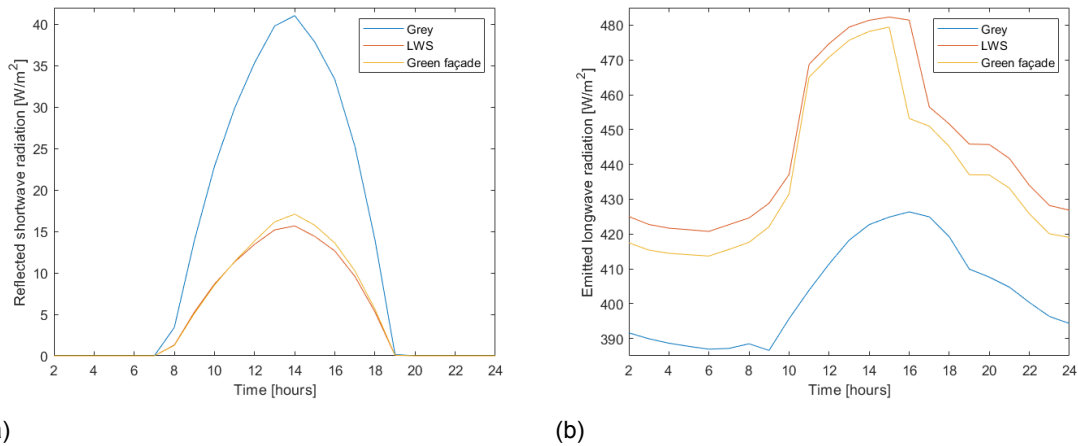 Reflected shortwave radiation [W/m²]
40
35
30
25
20
15
10
5
0
2 4 6 8 10 12 14 16 18 20 22 24
Time [hours]
Grey
LWS
Green façade
Emitted longwave radiation [W/m²]
480
470
460
450
440
430
420
410
400
390
2 4 6 8 10 12 14 16 18 20 22 24
Time [hours]
Grey
LWS
Green façade
)
(b)